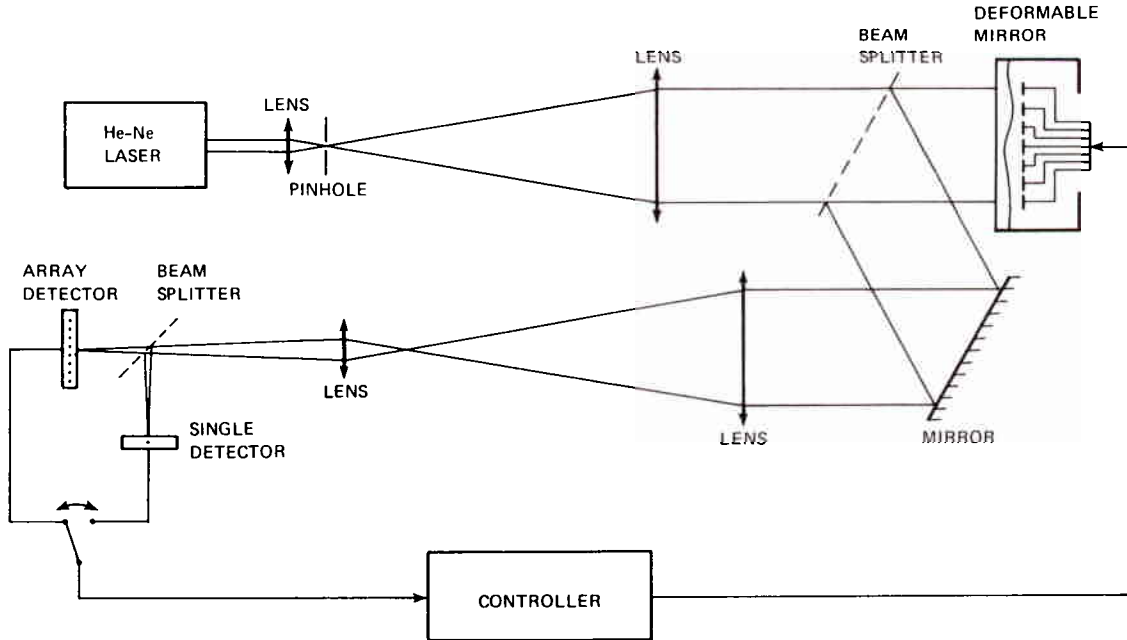 DEFORMABLE
MIRROR
BEAM
SPLITTER
LENS
LENS
He-Ne
LASER
PINHOLE
ARRAY
DETECTOR
BEAM
SPLITTER
LENS
SINGLE
DETECTOR
LENS
MIRROR
CONTROLLER